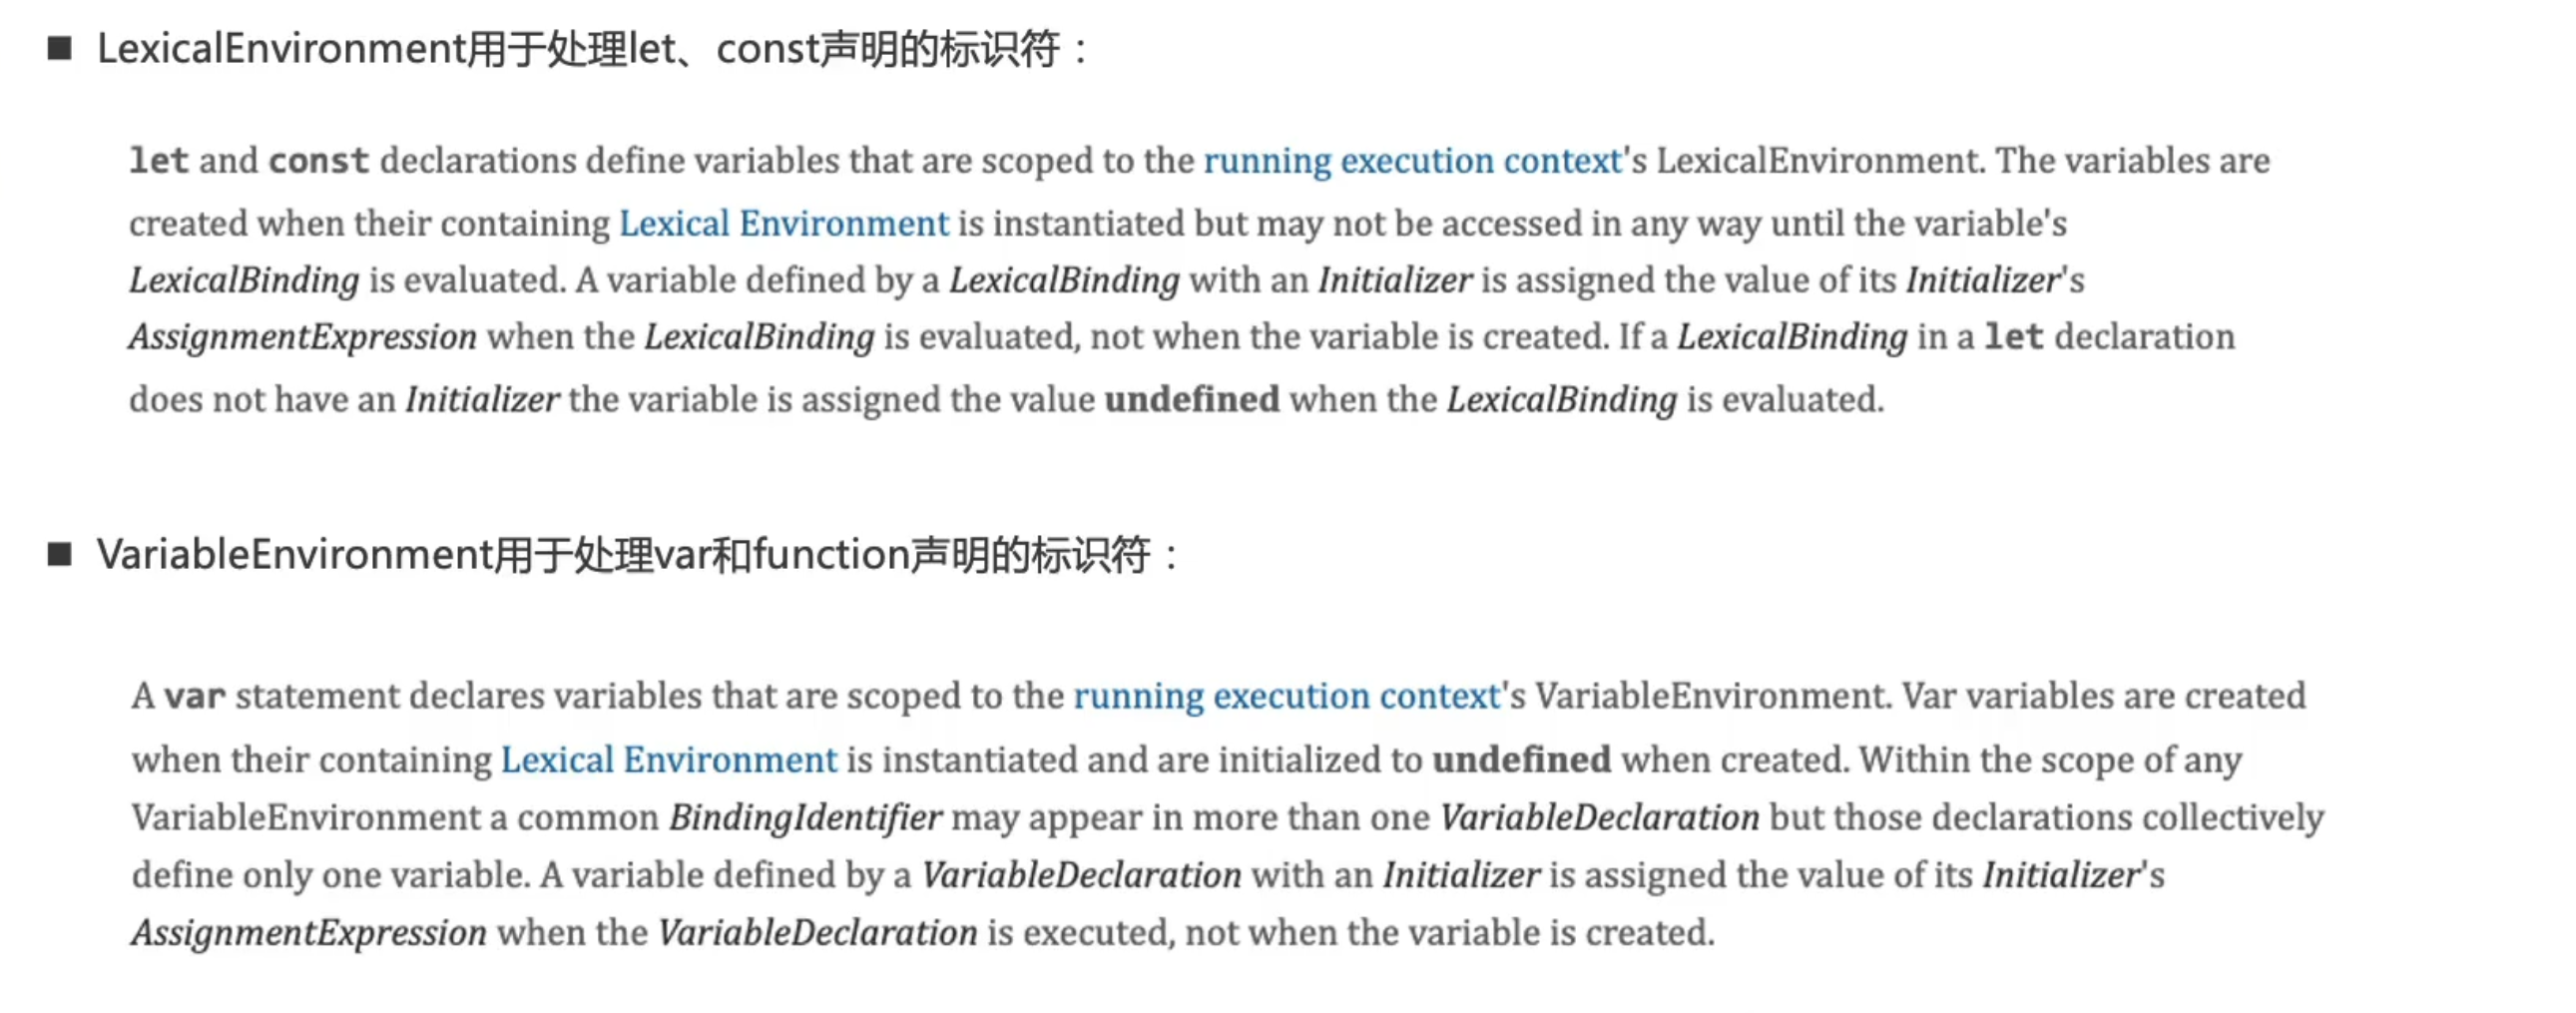 ■ LexicalEnvironment用于处理let、const声明的标识符：
let and const declarations define variables that are scoped to the running execution context's LexicalEnvironment. The variables are
created when their containing Lexical Environment is instantiated but may not be accessed in any way until the variable's
LexicalBinding is evaluated. A variable defined by a LexicalBinding with an Initializer is assigned the value of its Initializer's
AssignmentExpression when the LexicalBinding is evaluated, not when the variable is created. If a LexicalBinding in a let declaration
does not have an Initializer the variable is assigned the value undefined when the LexicalBinding is evaluated.
■ VariableEnvironment用于处理var和function声明的标识符：
A var statement declares variables that are scoped to the running execution context's VariableEnvironment. Var variables are created
when their containing Lexical Environment is instantiated and are initialized to undefined when created. Within the scope of any
VariableEnvironment a common BindingIdentifier may appear in more than one VariableDeclaration but those declarations collectively
define only one variable. A variable defined by a VariableDeclaration with an Initializer is assigned the value of its Initializer's
AssignmentExpression when the VariableDeclaration is executed, not when the variable is created.